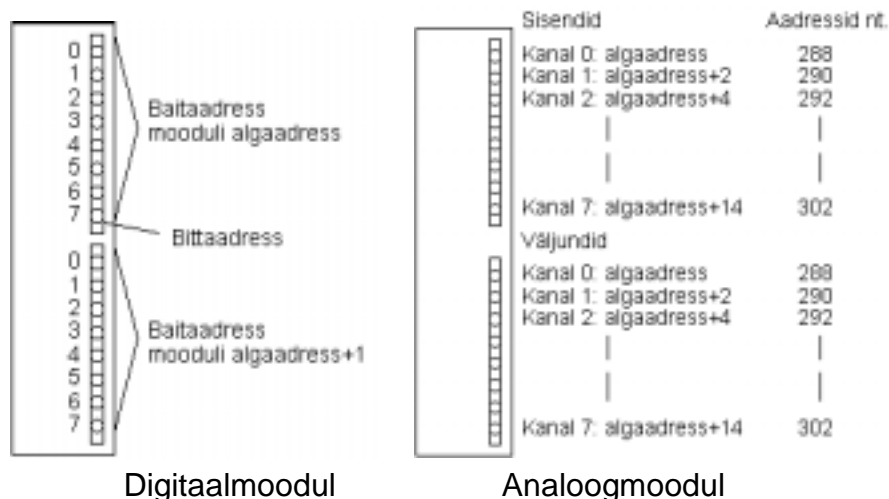 0
1
2
3
4
5
6
7
Baitaadress
mooduli algaadress
Bittaadress
0
1
2
3
4
5
6
7
Baitaadress
mooduli algaadress+1
Digitaalmoodul
Sisendid Aadressid nt.
Kanal 0: algaadress 288
Kanal 1: algaadress+2 290
Kanal 2: algaadress+4 292
Kanal 7: algaadress+14 302
Väljundid
Kanal 0: algaadress 288
Kanal 1: algaadress+2 290
Kanal 2: algaadress+4 292
Kanal 7: algaadress+14 302
Analoogmoodul